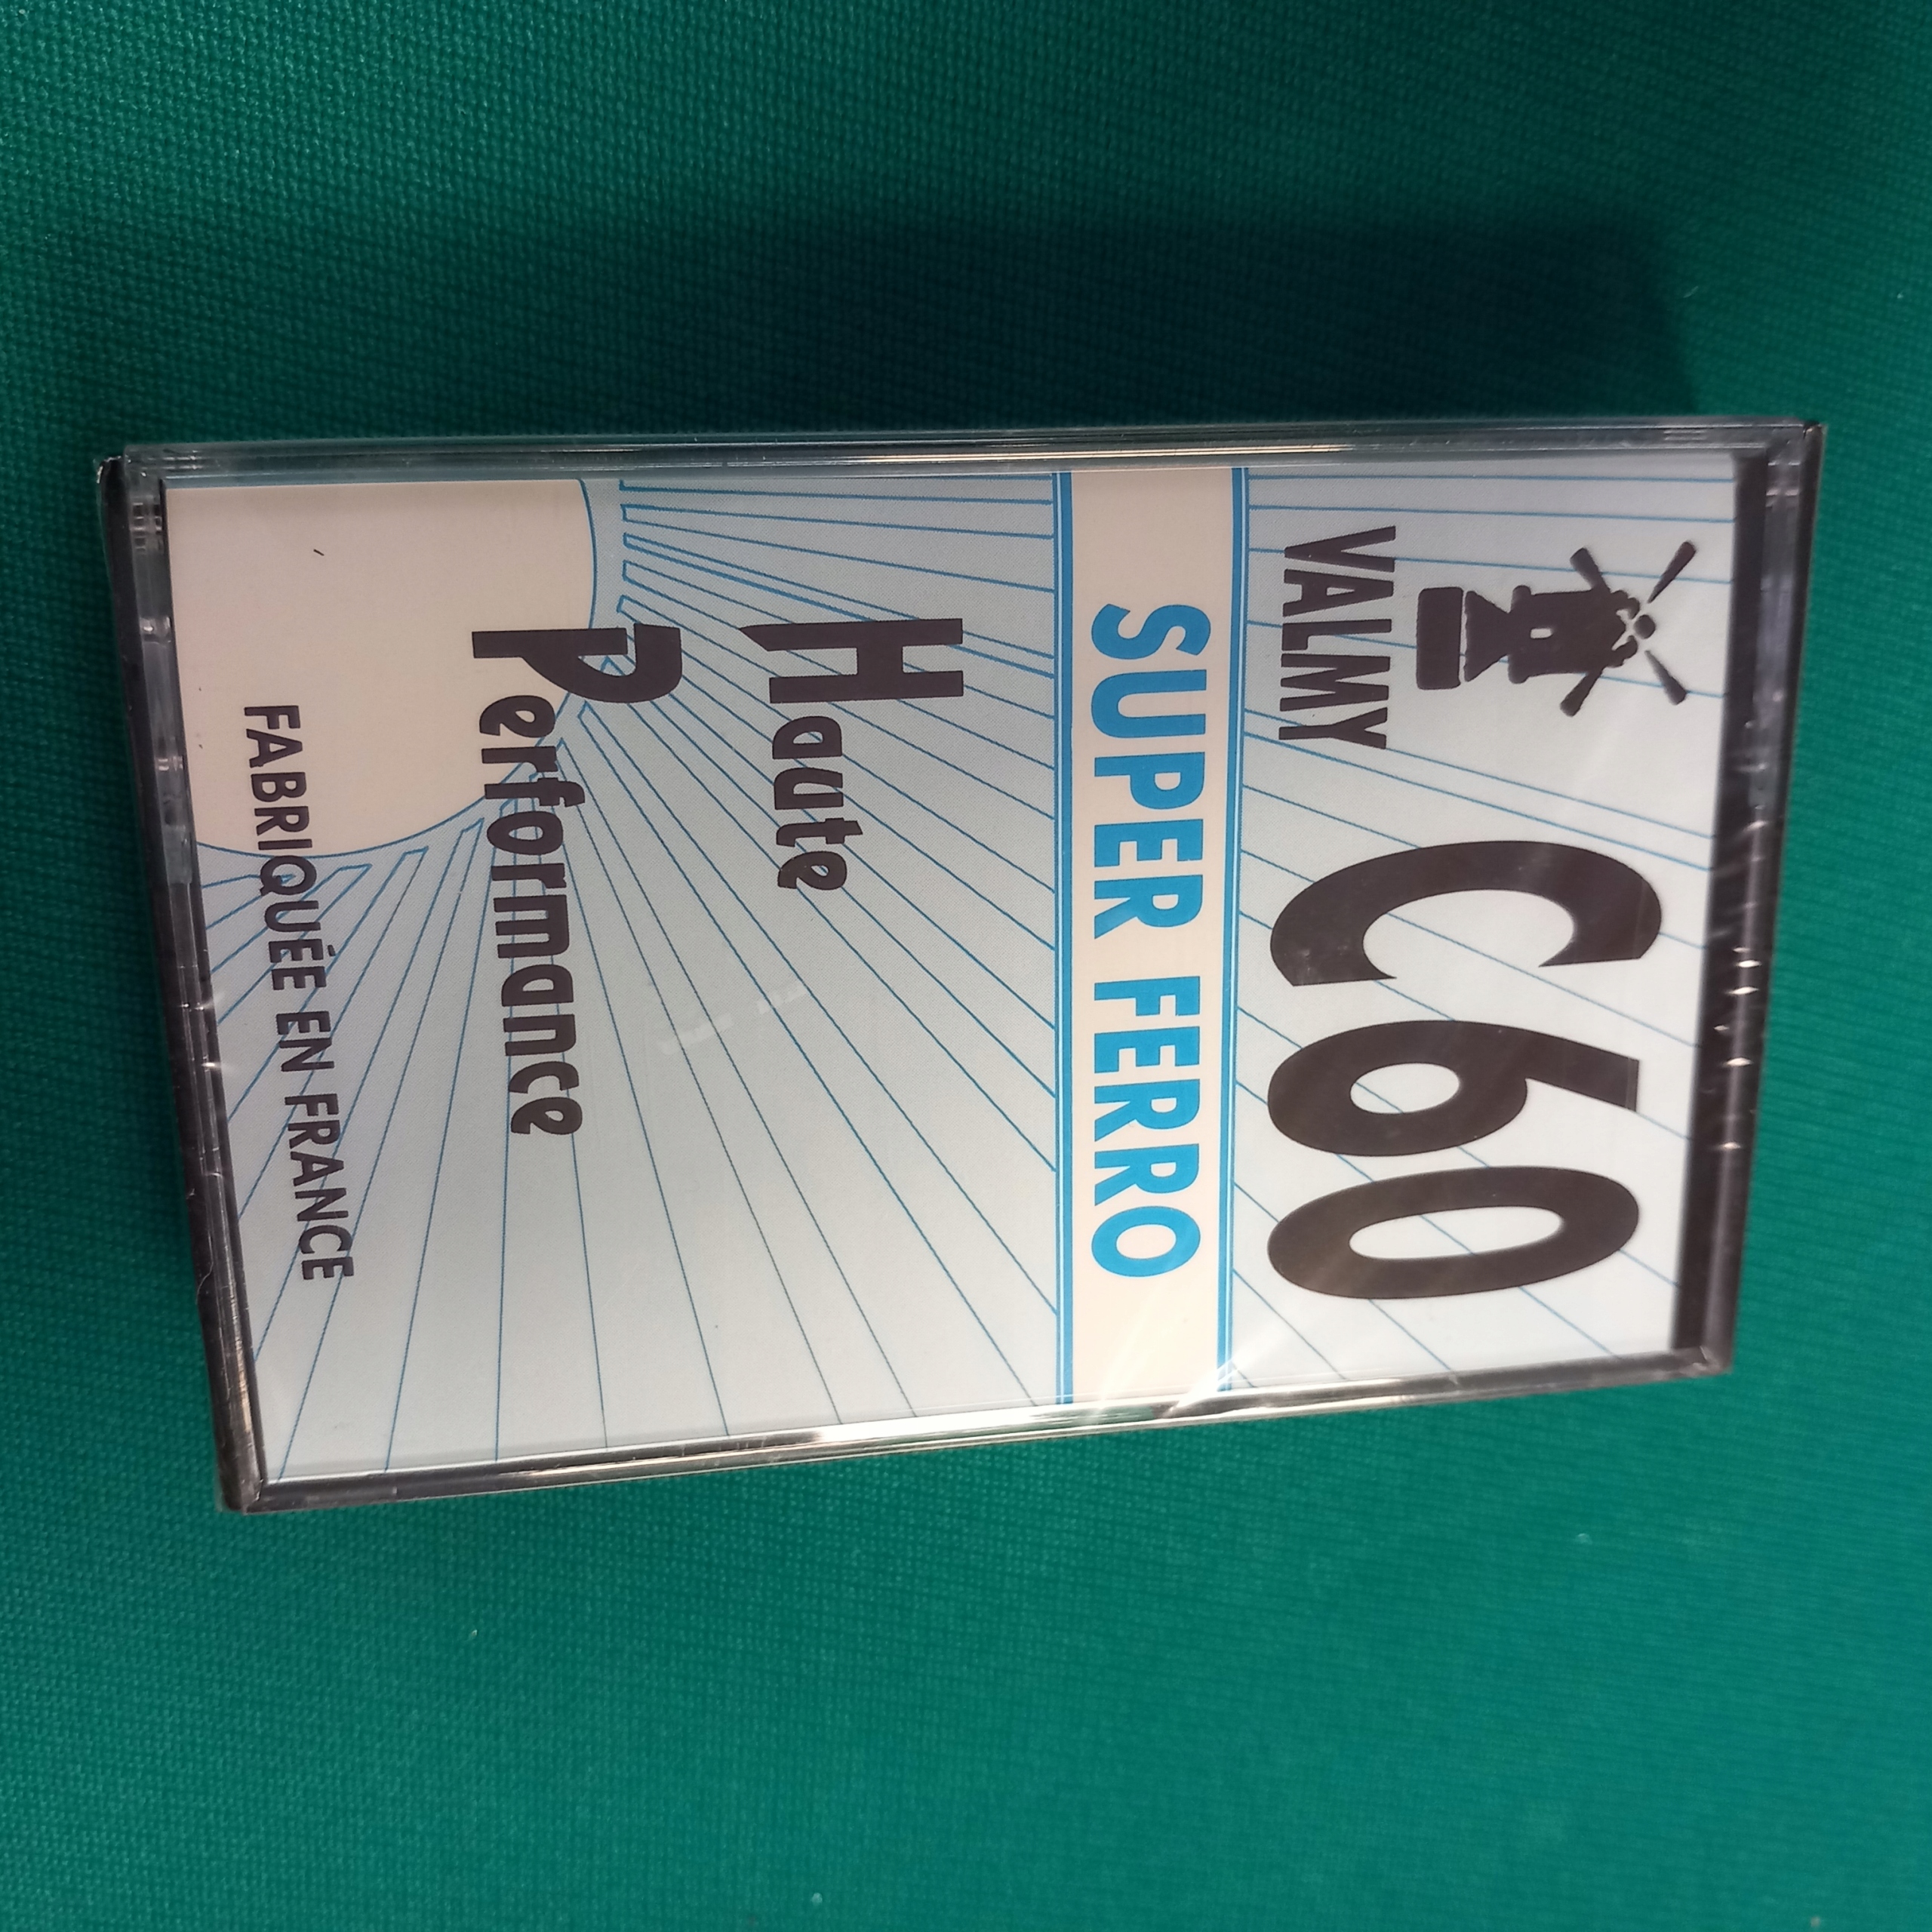 VALMY
C60
SUPER FERRO
Haute
Performance
FABRIQUÉE EN FRANCE